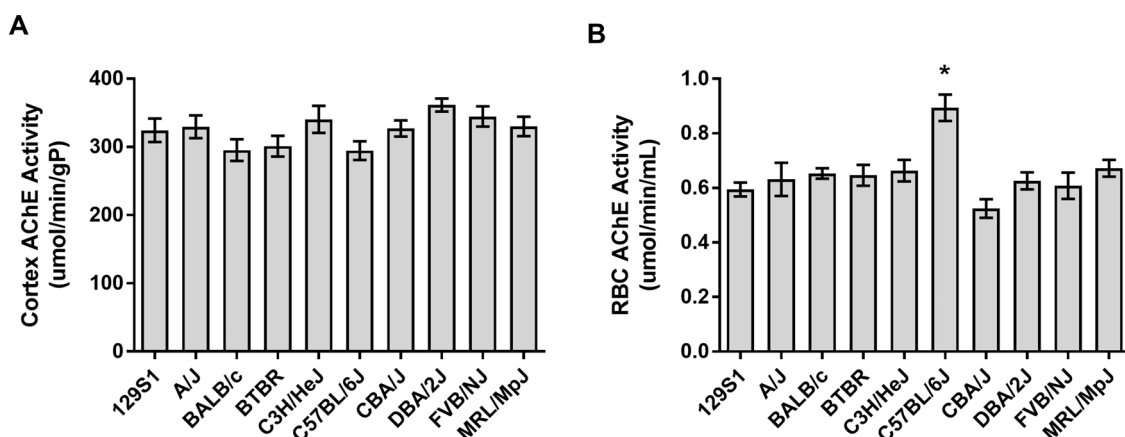 A
Cortex AChE Activity
(umol/min/gP)
400
300
200
100
0
129S1
A/J
BALB/c
BTBR
C3H/HeJ
C57BL/6J
CBA/J
DBA/2J
FVB/NJ
MRL/MpJ
B
RBC AChE Activity
(umol/min/mL)
1.0
0.8
0.6
0.4
0.2
0.0
*
129S1
A/J
BALB/c
BTBR
C3H/HeJ
C57BL/6J
CBA/J
DBA/2J
FVB/NJ
MRL/MpJ